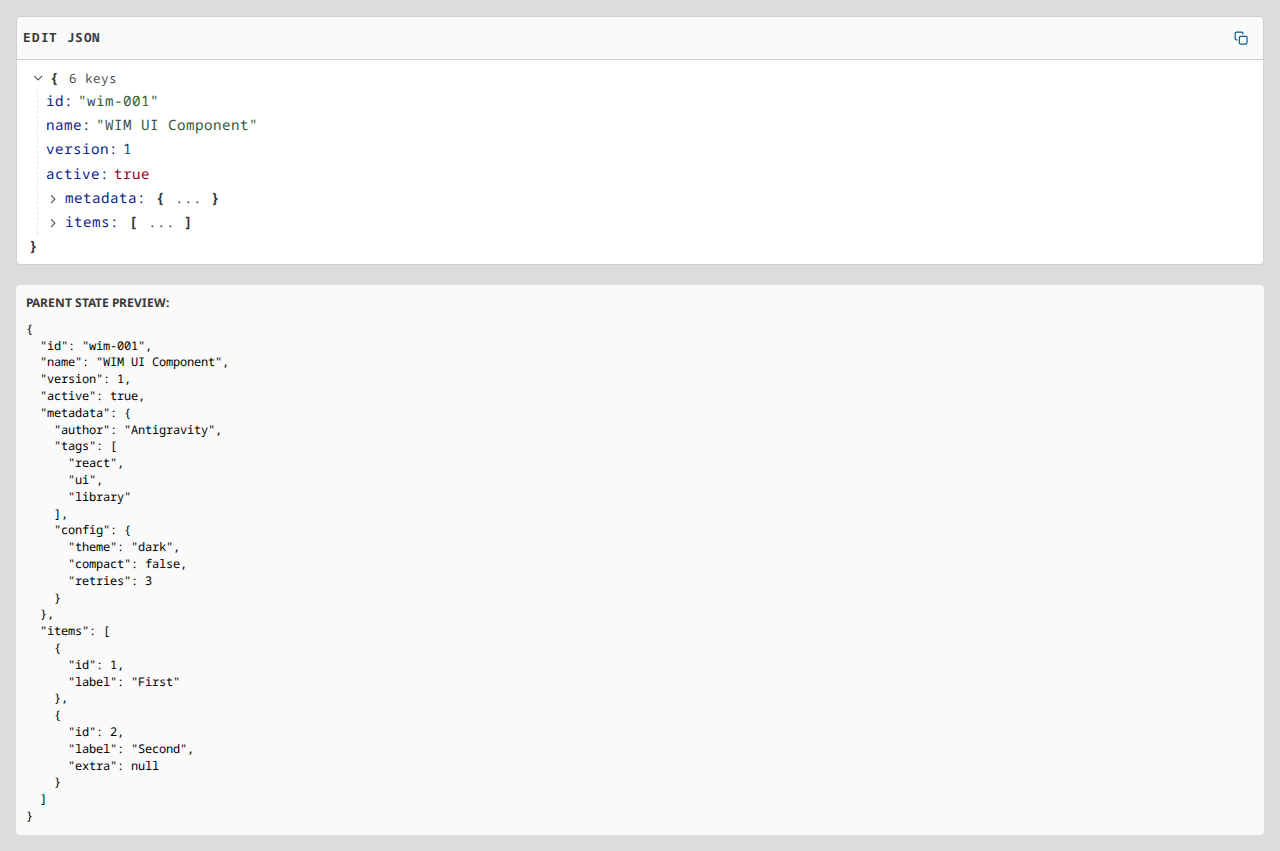 EDIT JSON
{ 6 keys
id: "wim-001"
name: "WIM UI Component"
version: 1
active: true
metadata: { ... }
items: [ ... ]
}
PARENT STATE PREVIEW:
{
  "id": "wim-001",
  "name": "WIM UI Component",
  "version": 1,
  "active": true,
  "metadata": {
    "author": "Antigravity",
    "tags": [
      "react",
      "ui",
      "library"
    ],
    "config": {
      "theme": "dark",
      "compact": false,
      "retries": 3
    }
  },
  "items": [
    {
      "id": 1,
      "label": "First"
    },
    {
      "id": 2,
      "label": "Second",
      "extra": null
    }
  ]
}